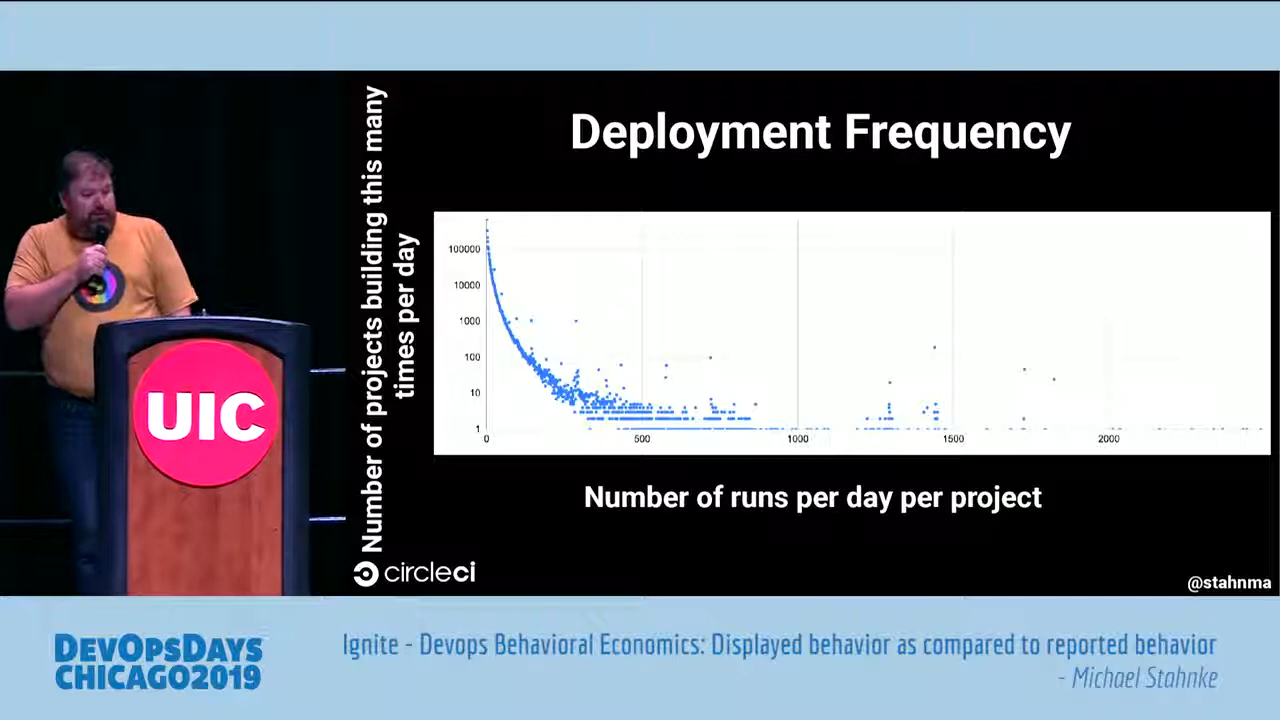 Deployment Frequency
Number of projects building this many
times per day
100000
10000
1000
100
10
1
0
500
1000
1500
2000
Number of runs per day per project
circleci
@stahnma
UIC
DEVOPSDAYS
CHICAGO2019
Ignite - Devops Behavioral Economics: Displayed behavior as compared to reported behavior
- Michael Stahnke